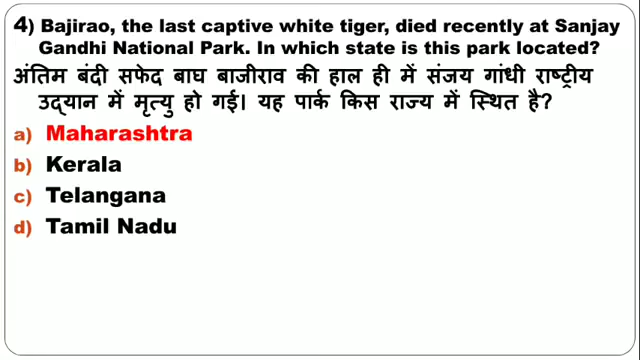 4) Bajirao, the last captive white tiger, died recently at Sanjay
Gandhi National Park. In which state is this park located?
अंतिम बंदी सफेद बाघ बाजीराव की हाल ही में संजय गांधी राष्ट्रीय
उद्यान में मृत्यु हो गई। यह पार्क किस राज्य में स्थित है?
a) Maharashtra
b) Kerala
c) Telangana
d) Tamil Nadu